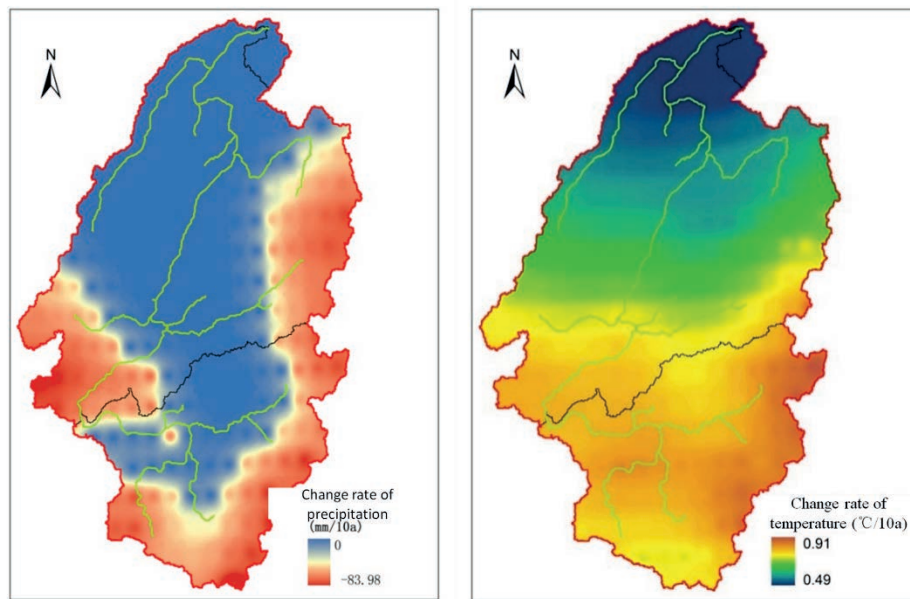 N
Change rate of
precipitation
(mm/10a)
0
-83.98
N
Change rate of
temperature (℃/10a)
0.91
0.49